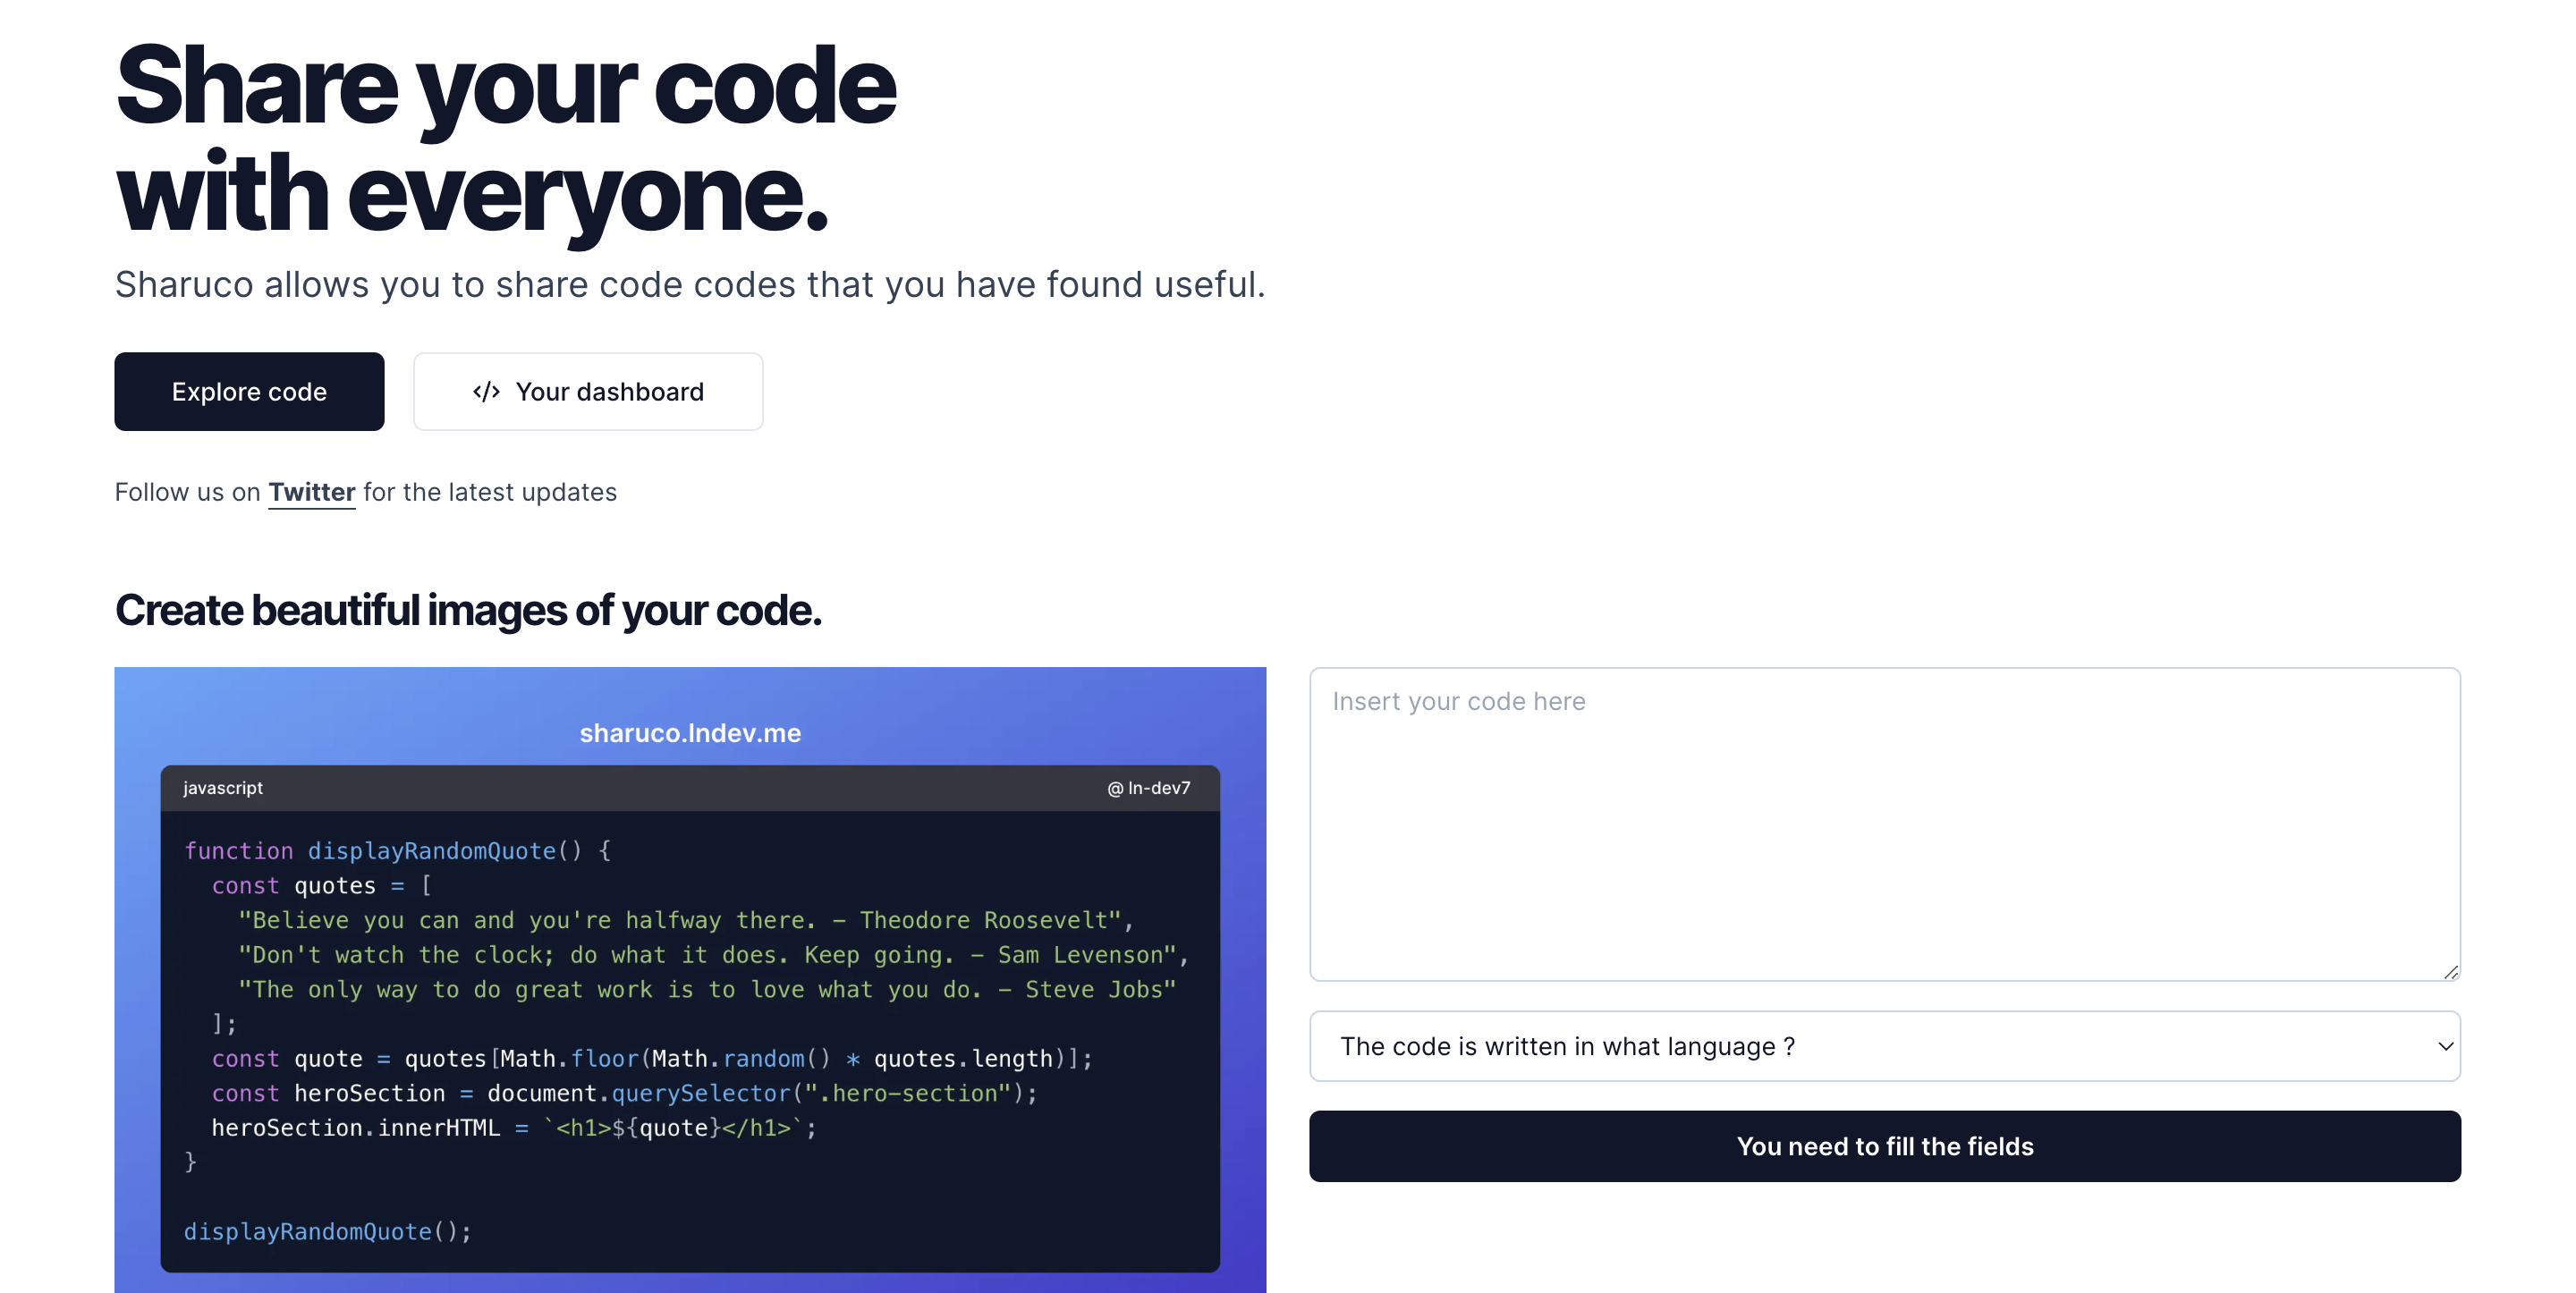 Share your code
with everyone.
Sharuco allows you to share code codes that you have found useful.
Explore code
</> Your dashboard
Follow us on Twitter for the latest updates
Create beautiful images of your code.
sharuco.lndev.me
javascript @ ln-dev7
function displayRandomQuote() {
  const quotes = [
    "Believe you can and you're halfway there. – Theodore Roosevelt",
    "Don't watch the clock; do what it does. Keep going. – Sam Levenson",
    "The only way to do great work is to love what you do. – Steve Jobs"
  ];
  const quote = quotes[Math.floor(Math.random() * quotes.length)];
  const heroSection = document.querySelector(".hero-section");
  heroSection.innerHTML = `<h1>${quote}</h1>`;
}
displayRandomQuote();
Insert your code here
The code is written in what language ?
You need to fill the fields